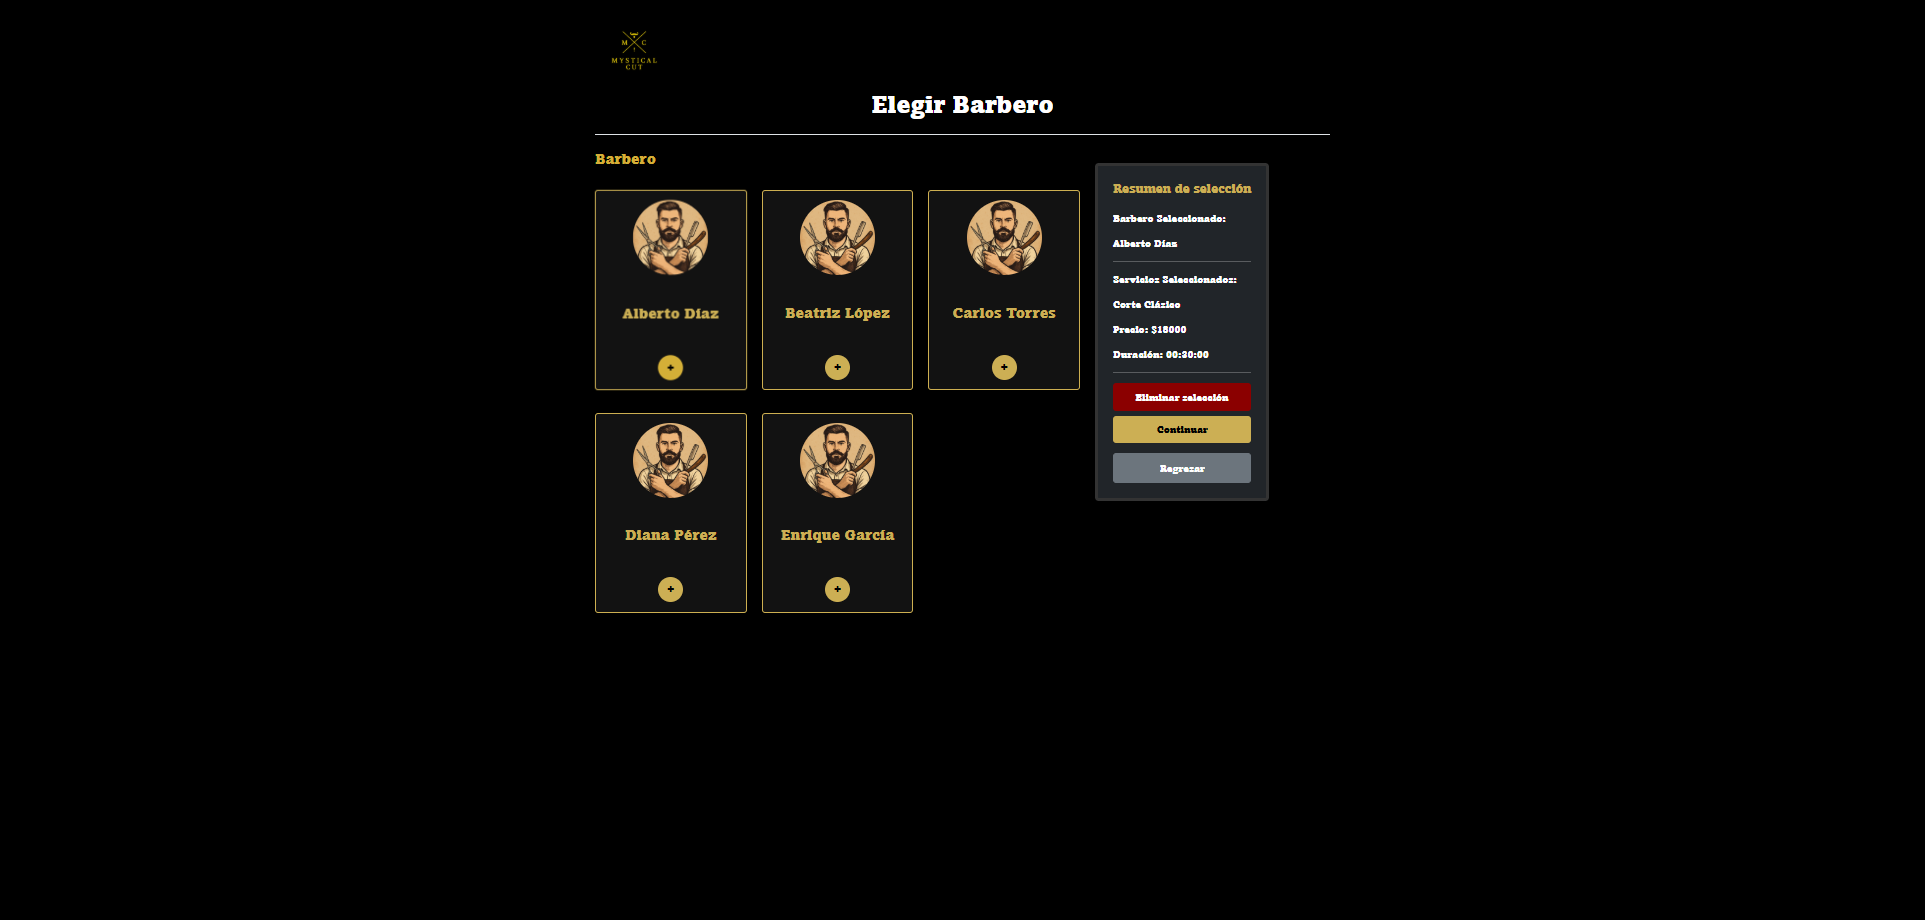 M C
MYSTICAL
CUT
Elegir Barbero
Barbero
Alberto Díaz
+
Beatriz López
+
Carlos Torres
+
Diana Pérez
+
Enrique García
+
Resumen de selección
Barbero Seleccionado:
Alberto Díaz
Servicios Seleccionados:
Corte Clásico
Precio: $18000
Duración: 00:30:00
Eliminar selección
Continuar
Regresar